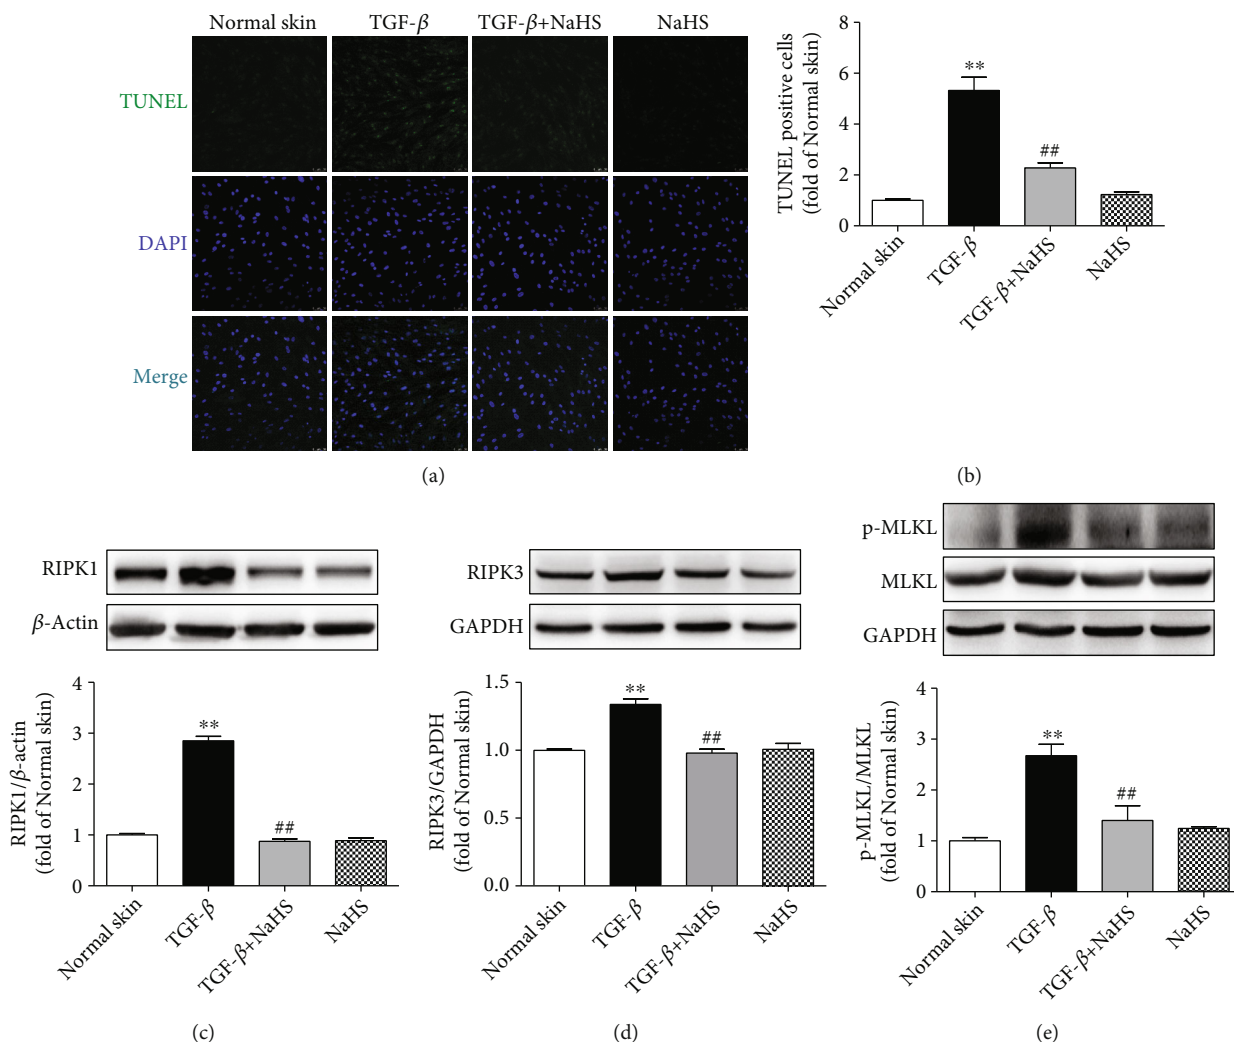 Normal skin TGF-β TGF-β+NaHS NaHS
TUNEL
DAPI
Merge
(a)
TUNEL positive cells
(fold of Normal skin)
8
6
4
2
0
**
##
Normal skin
TGF-β
TGF-β+NaHS
NaHS
(b)
RIPK1
β-Actin
RIPK1/β-actin
(fold of Normal skin)
4
3
2
1
0
**
##
Normal skin
TGF-β
TGF-β+NaHS
NaHS
(c)
RIPK3
GAPDH
RIPK3/GAPDH
(fold of Normal skin)
1.5
1.0
0.5
0.0
**
##
Normal skin
TGF-β
TGF-β+NaHS
NaHS
(d)
p-MLKL
MLKL
GAPDH
p-MLKL/MLKL
(fold of Normal skin)
4
3
2
1
0
**
##
Normal skin
TGF-β
TGF-β+NaHS
NaHS
(e)